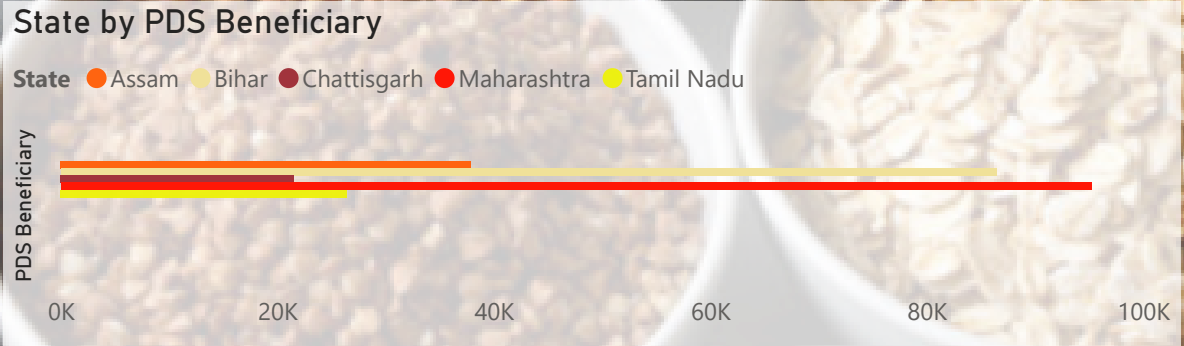 State by PDS Beneficiary
State Assam Bihar Chattisgarh Maharashtra Tamil Nadu
PDS Beneficiary
0K 20K 40K 60K 80K 100K